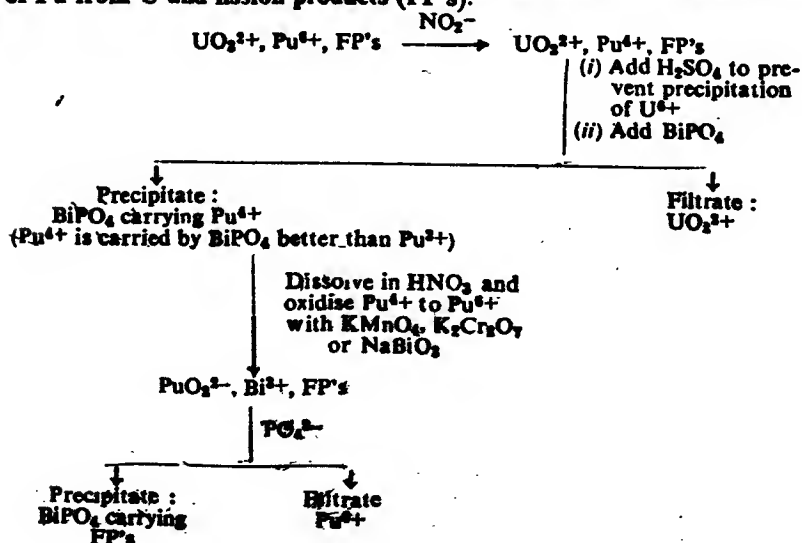 of Pu from U and fission products (FP's).
NO₂⁻
UO₂²⁺, Pu⁶⁺, FP's UO₂²⁺, Pu⁴⁺, FP's
(i) Add H₂SO₄ to pre-
vent precipitation
of U⁶⁺
(ii) Add BiPO₄
Precipitate :
BiPO₄ carrying Pu⁴⁺
(Pu⁴⁺ is carried by BiPO₄ better than Pu³⁺)
Filtrate :
UO₂²⁺
Dissolve in HNO₃ and
oxidise Pu⁴⁺ to Pu⁶⁺
with KMnO₄, K₂Cr₂O₇
or NaBiO₃
PuO₂²⁻, Bi³⁺, FP's
PO₄³⁻
Precipitate :
BiPO₄ carrying
FP's
Filtrate
Pu⁶⁺